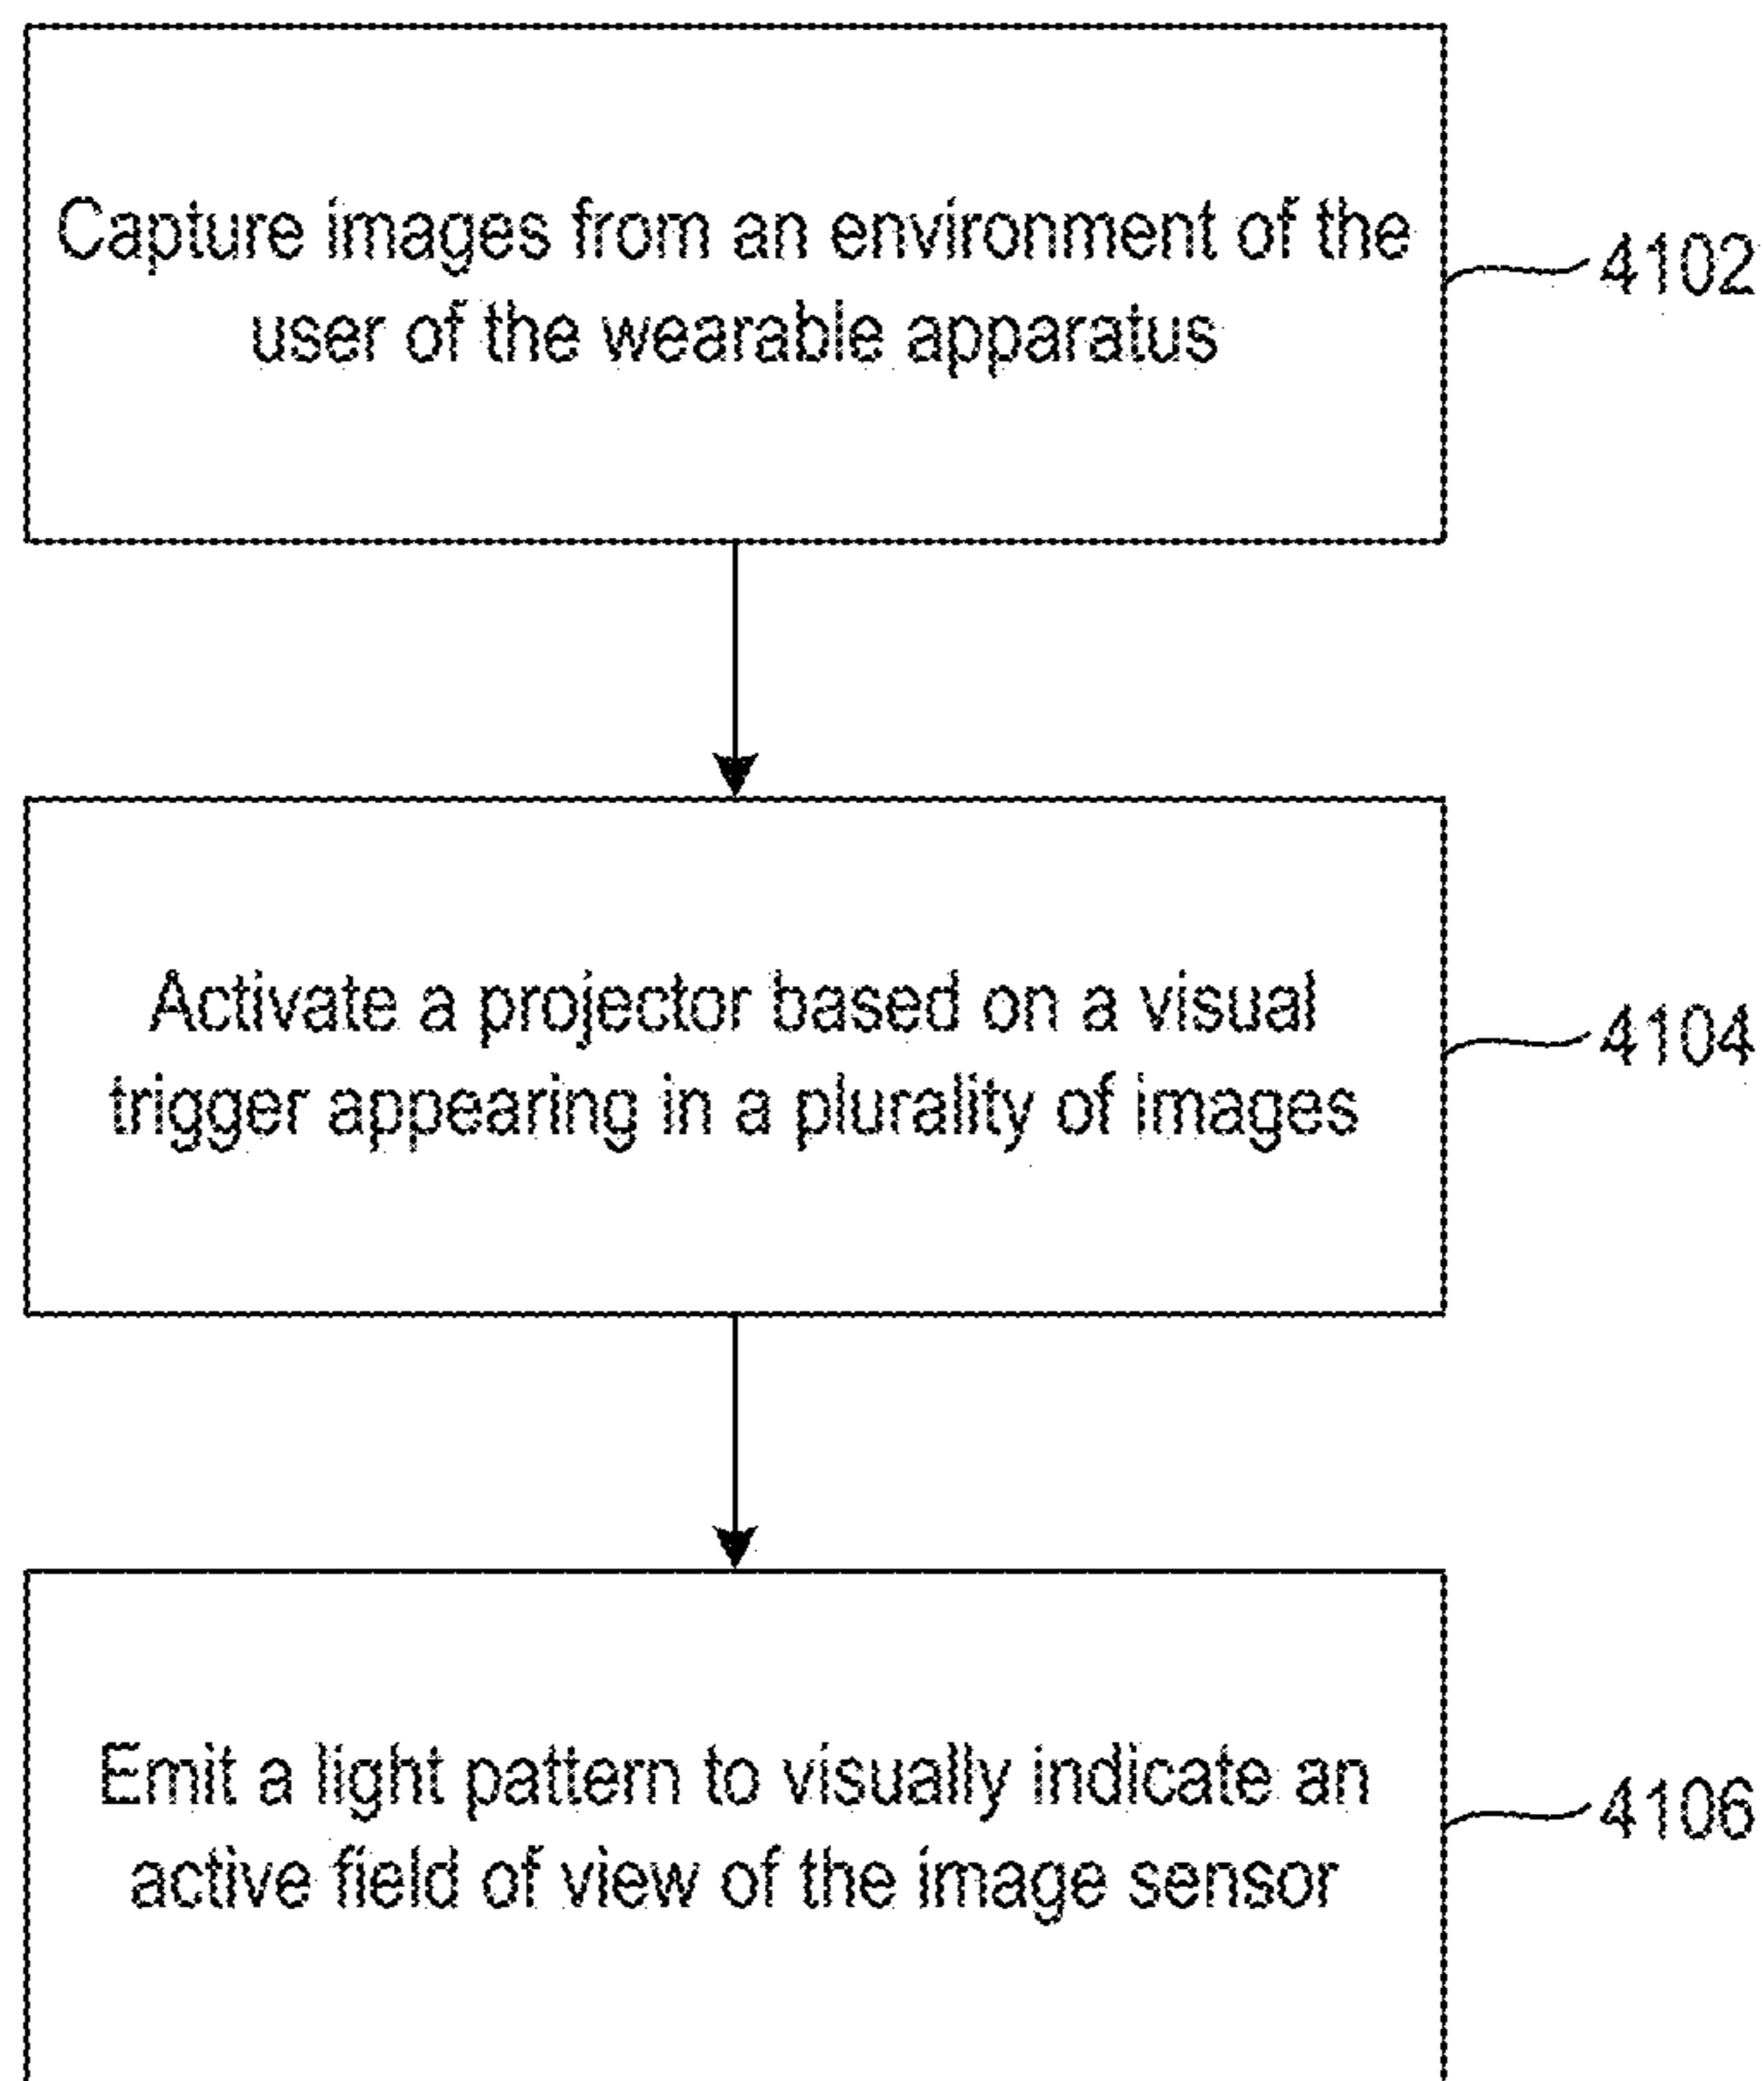 Capture images from an environment of the
user of the wearable apparatus
4102
Activate a projector based on a visual
trigger appearing in a plurality of images
4104
Emit a light pattern to visually indicate an
active field of view of the image sensor
4106